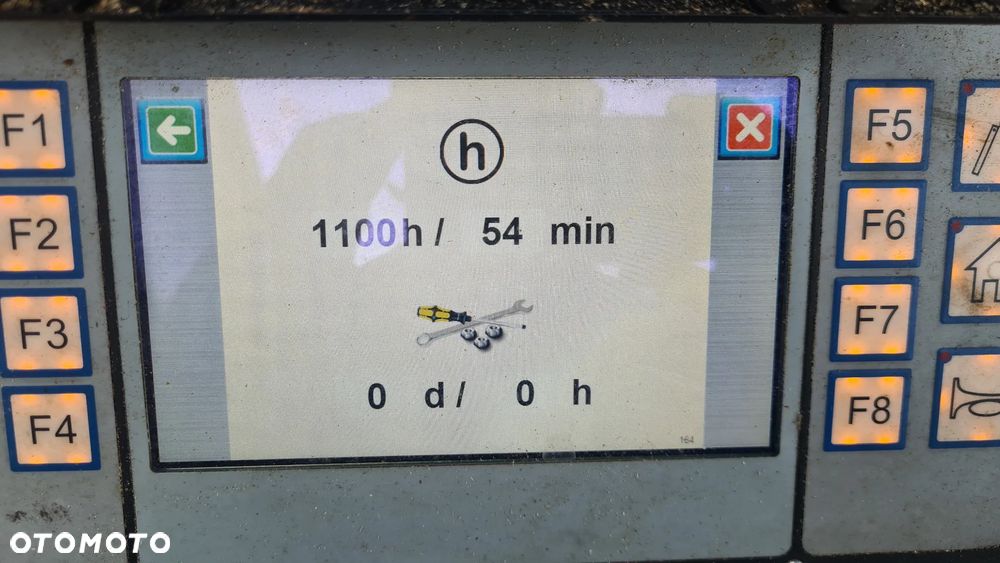 F1
F2
F3
F4
h
1100h / 54 min
0 d / 0 h
164
F5
F6
F7
F8
OTOMOTO